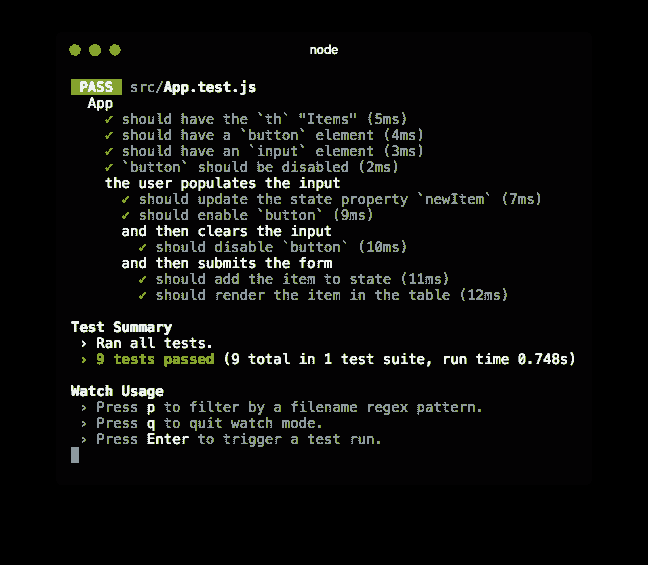 node
PASS src/App.test.js
App
✓ should have the `th` "Items" (5ms)
✓ should have a `button` element (4ms)
✓ should have an `input` element (3ms)
✓ `button` should be disabled (2ms)
the user populates the input
✓ should update the state property `newItem` (7ms)
✓ should enable `button` (9ms)
and then clears the input
✓ should disable `button` (10ms)
and then submits the form
✓ should add the item to state (11ms)
✓ should render the item in the table (12ms)
Test Summary
› Ran all tests.
› 9 tests passed (9 total in 1 test suite, run time 0.748s)
Watch Usage
› Press p to filter by a filename regex pattern.
› Press q to quit watch mode.
› Press Enter to trigger a test run.